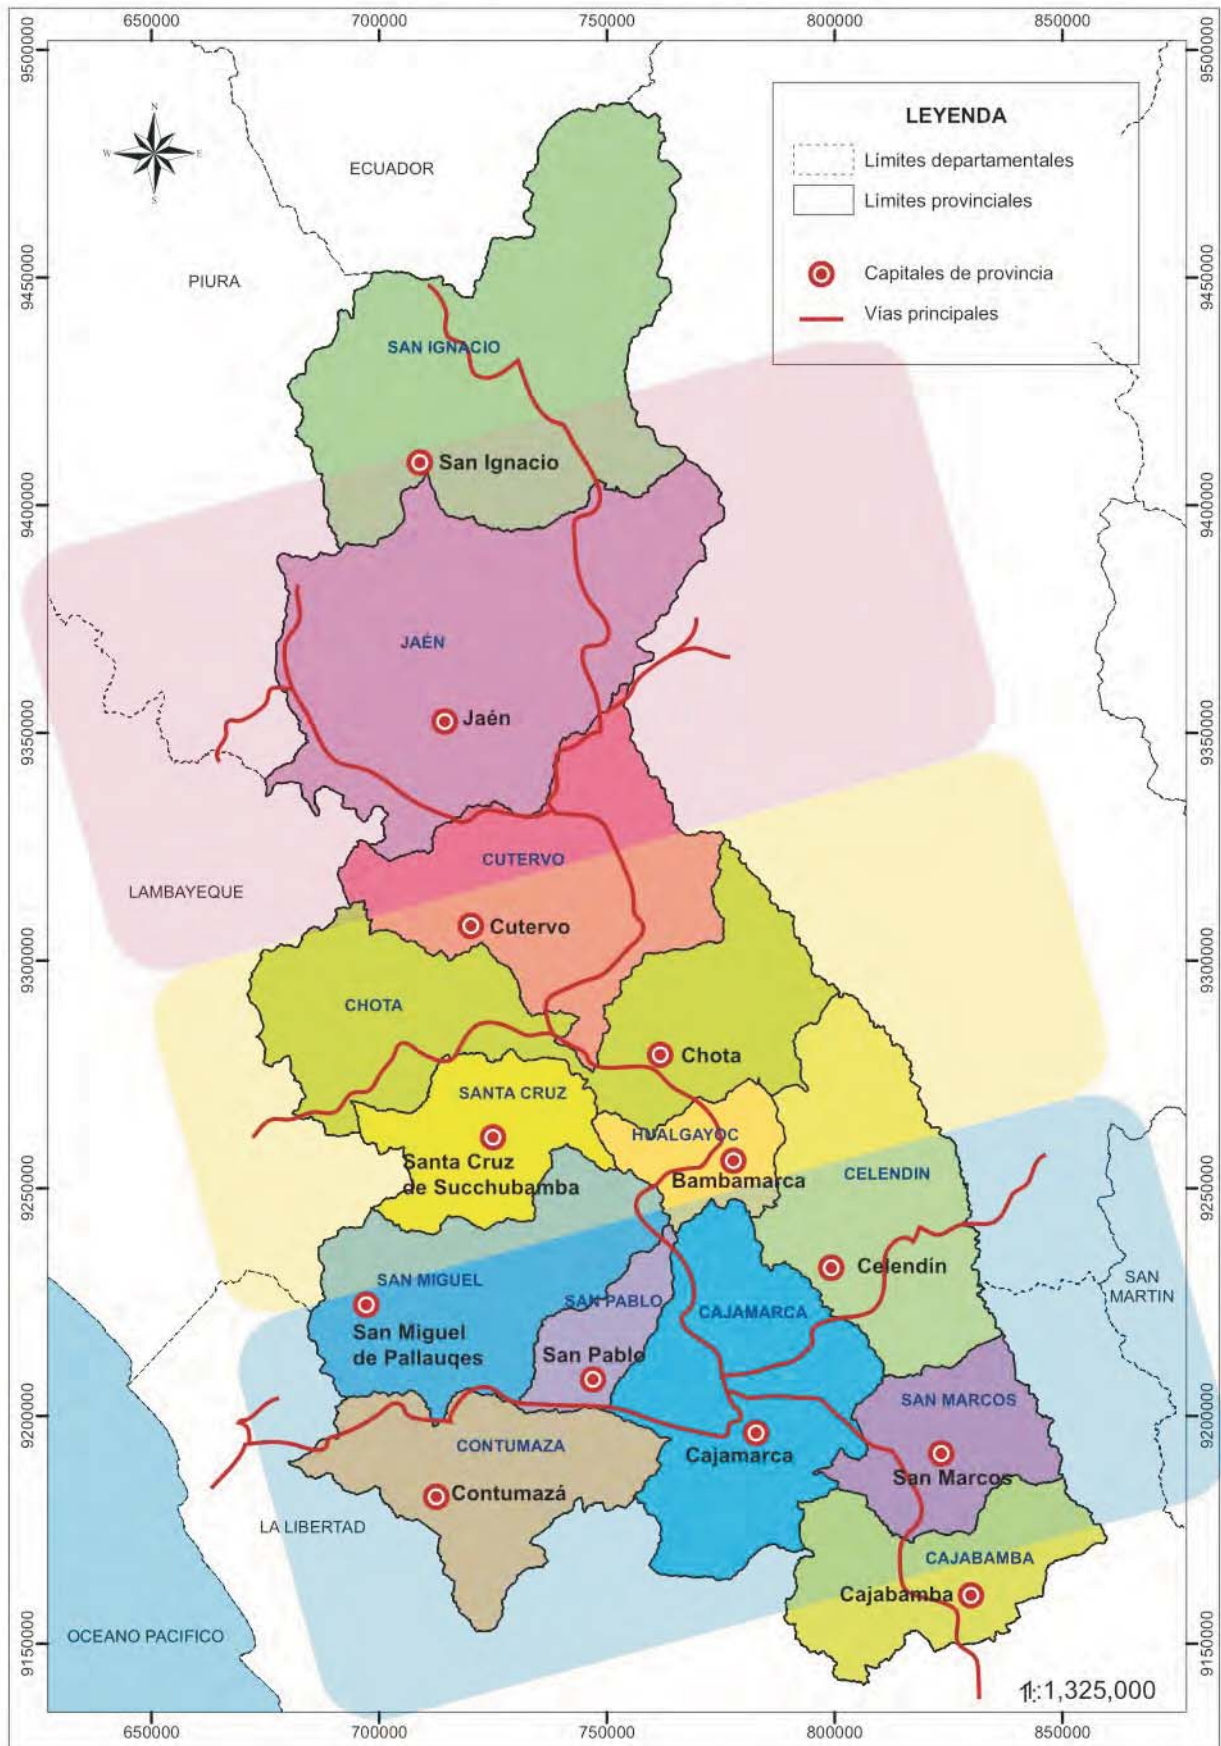 650000
700000
750000
800000
850000
9500000
9500000
N
W
E
S
LEYENDA
Límites departamentales
Límites provinciales
Capitales de provincia
Vías principales
ECUADOR
PIURA
9450000
9450000
SAN IGNACIO
San Ignacio
9400000
9400000
JAÉN
Jaén
9350000
9350000
CUTERVO
LAMBAYEQUE
Cutervo
9300000
9300000
CHOTA
Chota
SANTA CRUZ
HUALGAYOC
Santa Cruz
de Succhubamba
Bambamarca
CELENDIN
9250000
9250000
Celendín
SAN MIGUEL
SAN PABLO
CAJAMARCA
SAN
MARTIN
San Miguel
de Pallauqes
San Pablo
9200000
9200000
SAN MARCOS
CONTUMAZA
Cajamarca
San Marcos
Contumazá
LA LIBERTAD
CAJABAMBA
Cajabamba
OCEANO PACIFICO
9150000
9150000
1:1,325,000
650000
700000
750000
800000
850000